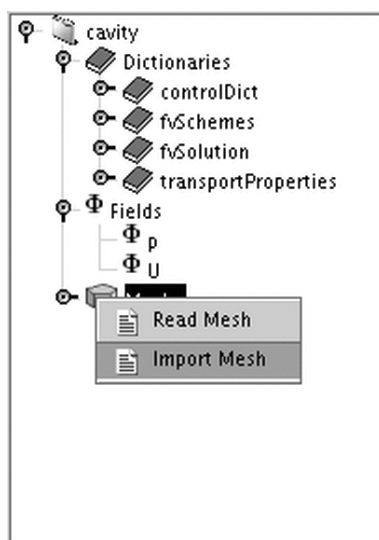 cavity
Dictionaries
controlDict
fvSchemes
fvSolution
transportProperties
Φ Fields
Φ p
Φ U
Read Mesh
Import Mesh